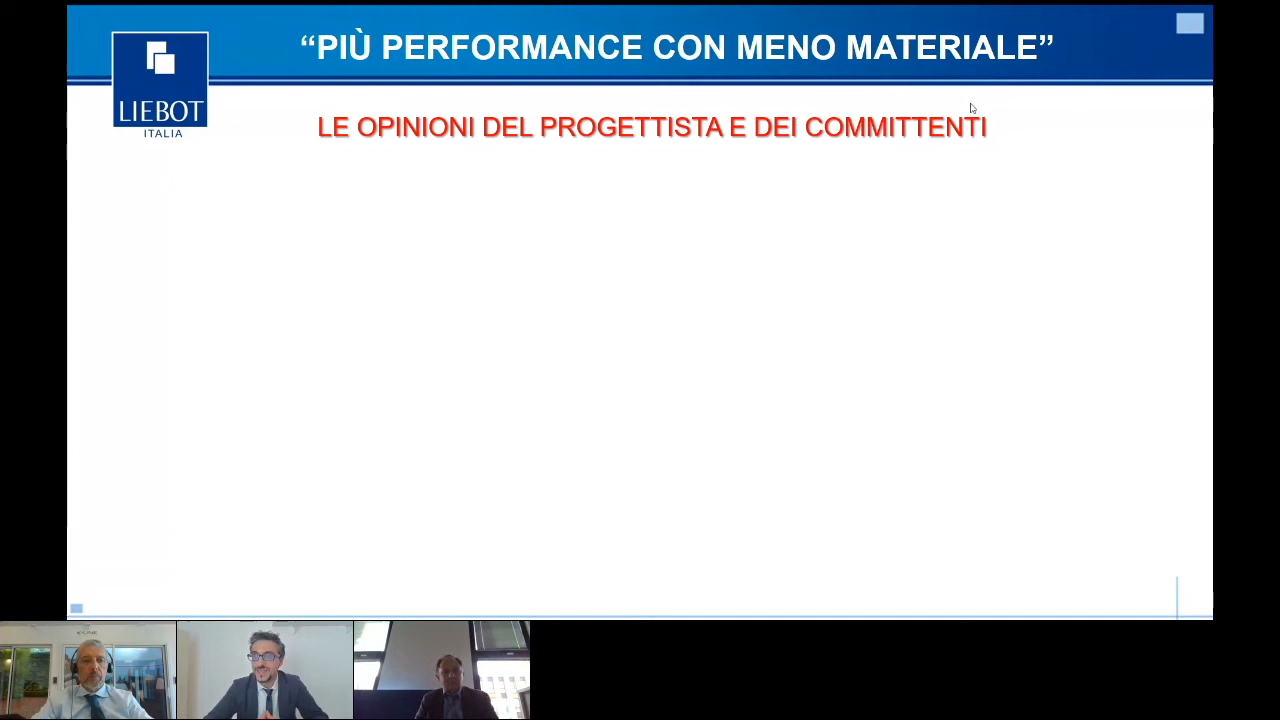 “PIÙ PERFORMANCE CON MENO MATERIALE”
LIEBOT
ITALIA
LE OPINIONI DEL PROGETTISTA E DEI COMMITTENTI